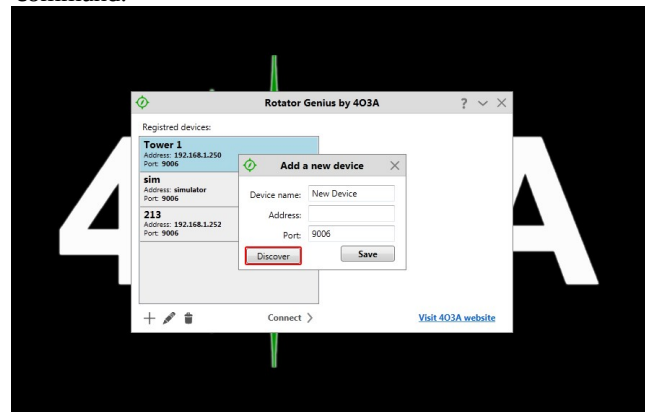 Rotator Genius by 4O3A
?
Registred devices:
Tower 1
Address: 192.168.1.250
Port: 9006
sim
Address: simulator
Port: 9006
213
Address: 192.168.1.252
Port: 9006
Add a new device
Device name: New Device
Address:
Port: 9006
Discover
Save
Connect
Visit 4O3A website
4
A